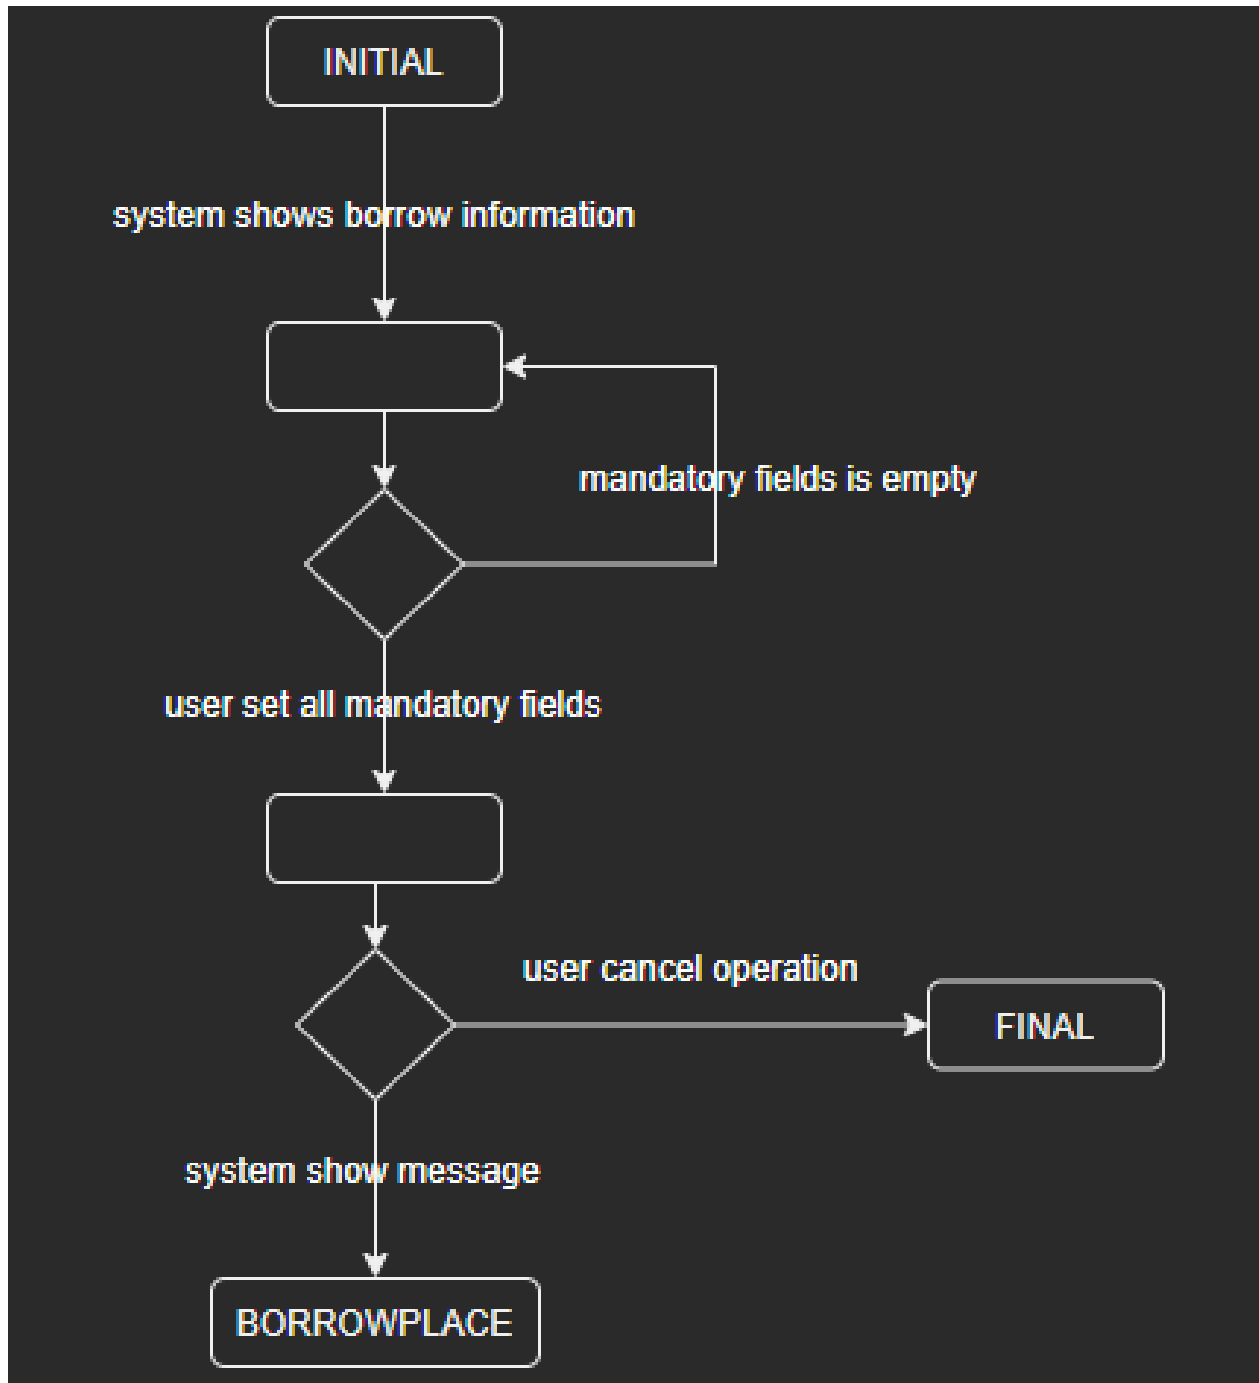 INITIAL
system shows borrow information
mandatory fields is empty
user set all mandatory fields
user cancel operation
FINAL
system show message
BORROWPLACE